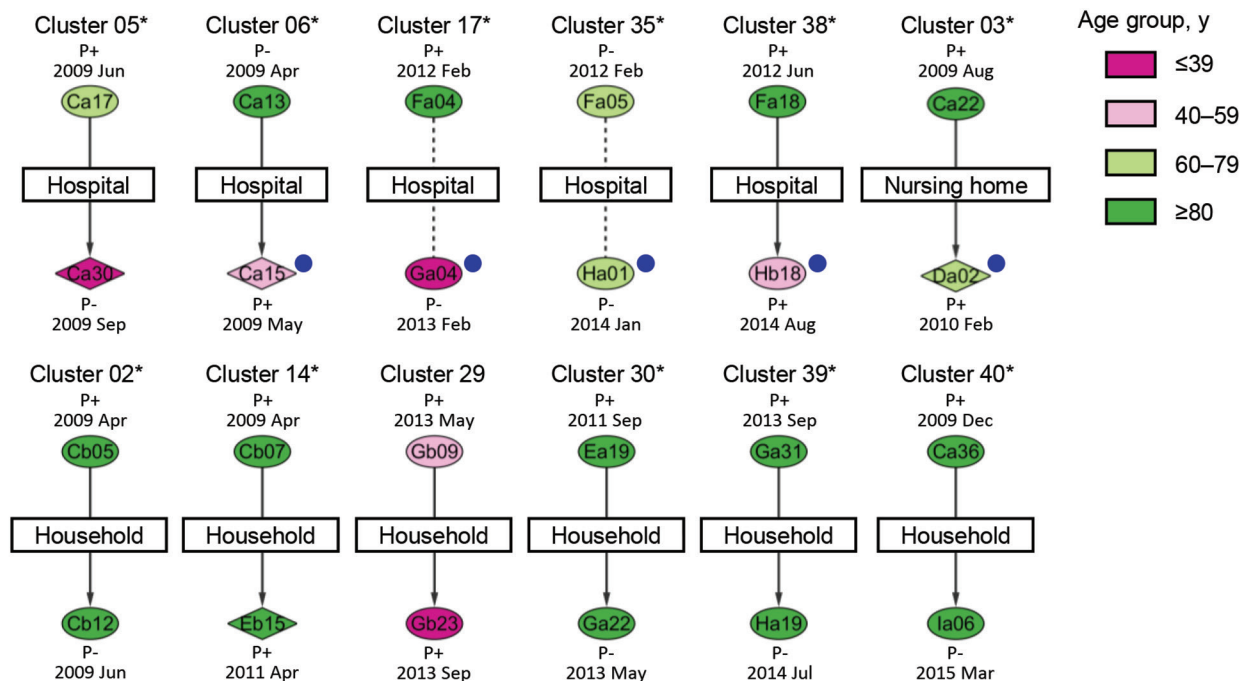 Cluster 05* Cluster 06* Cluster 17* Cluster 35* Cluster 38* Cluster 03*
P+ P- P+ P- P+ P+
2009 Jun 2009 Apr 2012 Feb 2012 Feb 2012 Jun 2009 Aug
Ca17 Ca13 Fa04 Fa05 Fa18 Ca22
Hospital Hospital Hospital Hospital Hospital Nursing home
Ca30 Ca15 Ga04 Ha01 Hb18 Da02
P- P+ P- P- P+ P+
2009 Sep 2009 May 2013 Feb 2014 Jan 2014 Aug 2010 Feb
Age group, y
≤39
40–59
60–79
≥80
Cluster 02* Cluster 14* Cluster 29 Cluster 30* Cluster 39* Cluster 40*
P+ P+ P+ P+ P+ P+
2009 Apr 2009 Apr 2013 May 2011 Sep 2013 Sep 2009 Dec
Cb05 Cb07 Gb09 Ea19 Ga31 Ca36
Household Household Household Household Household Household
Cb12 Eb15 Gb23 Ga22 Ha19 Ia06
P- P+ P+ P- P- P-
2009 Jun 2011 Apr 2013 Sep 2013 May 2014 Jul 2015 Mar